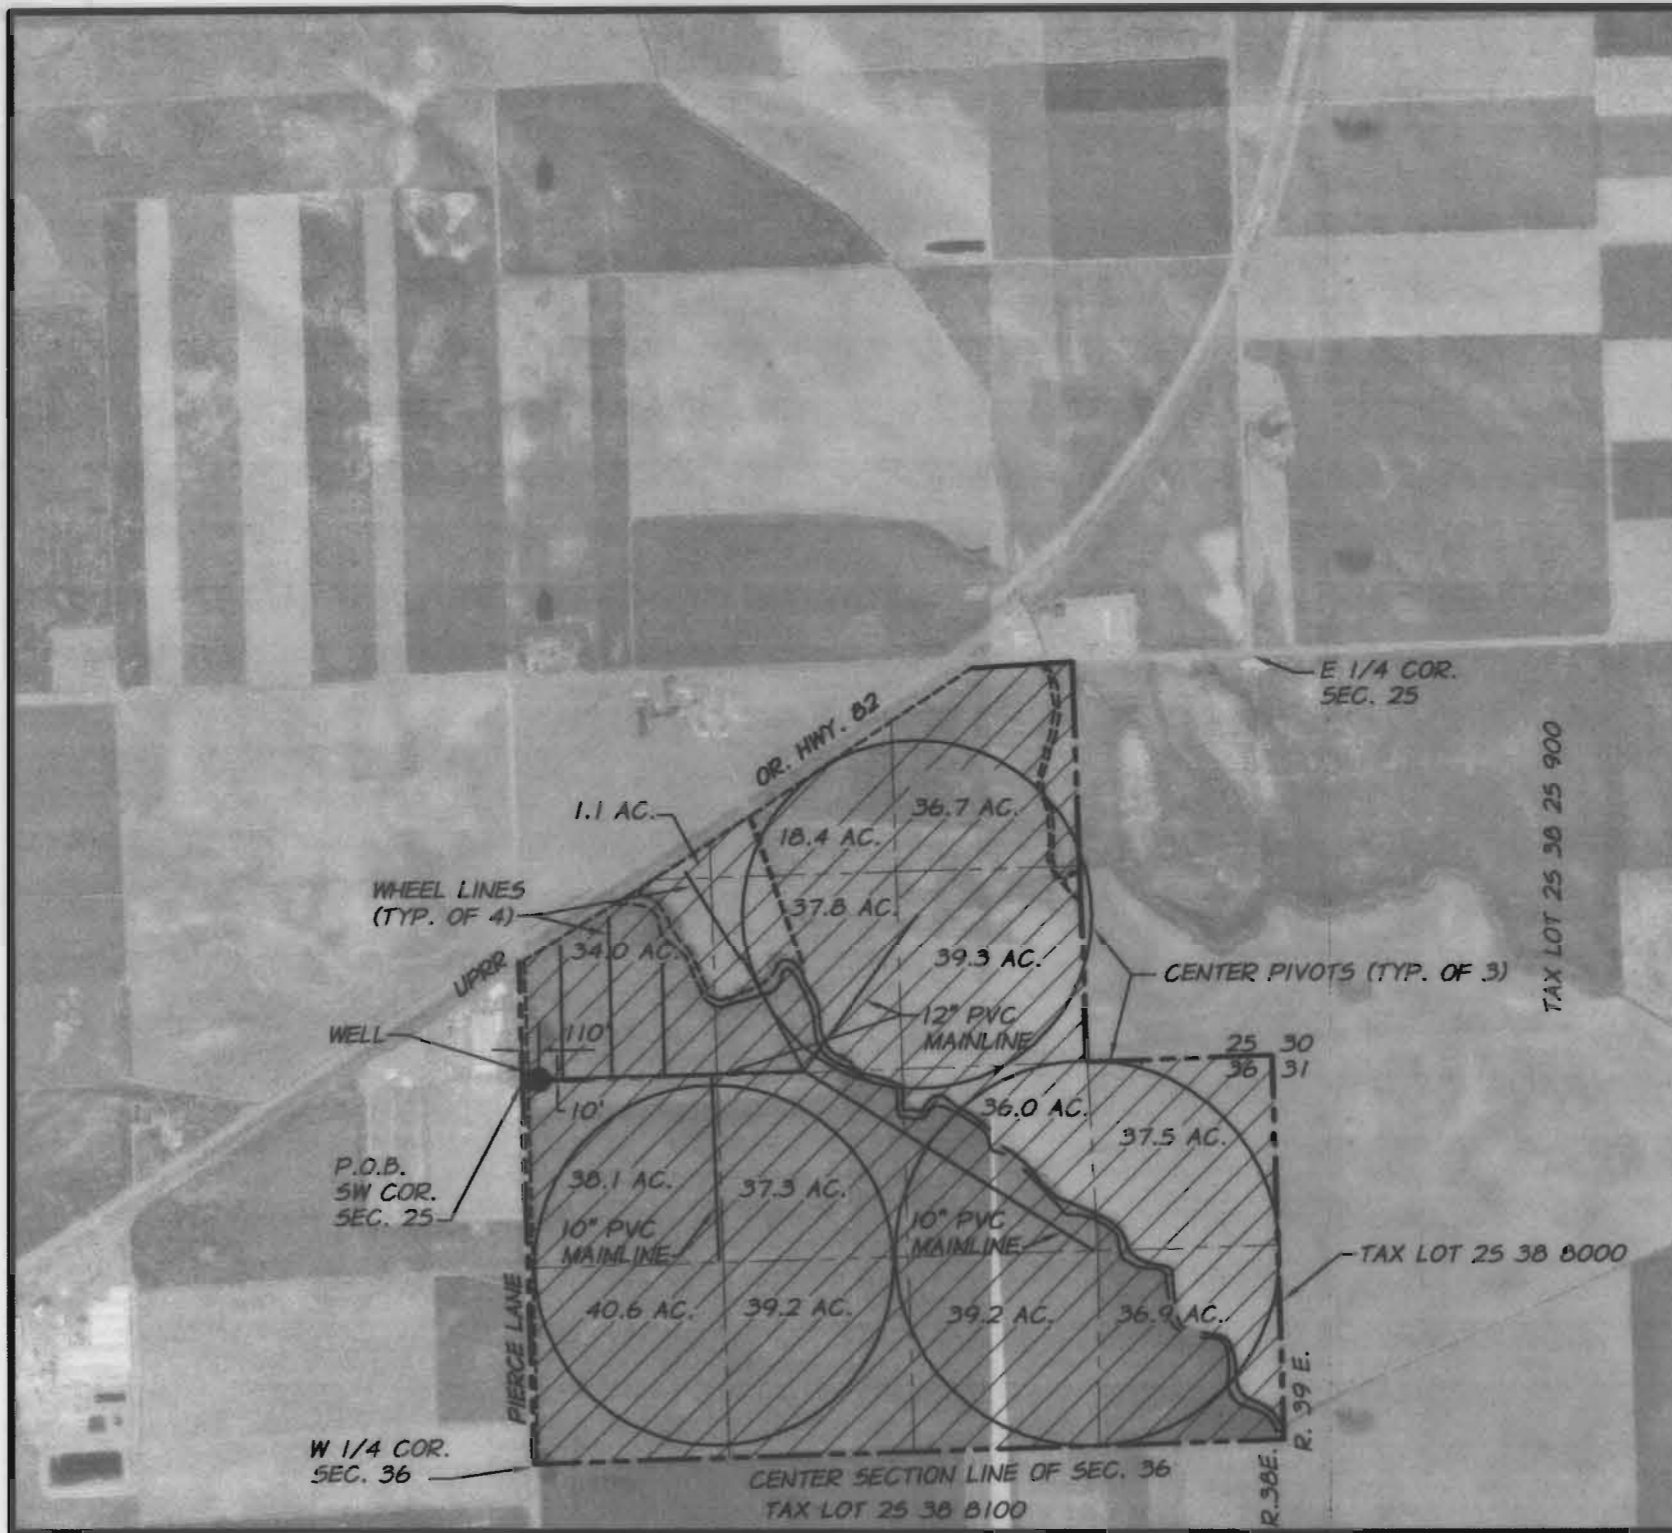 E 1/4 COR.
SEC. 25
OR. HWY. 82
TAX LOT 25 38 25 900
1.1 AC.
36.7 AC.
18.4 AC.
WHEEL LINES
(TYP. OF 4)
37.8 AC.
34.0 AC.
39.3 AC.
UPRR
CENTER PIVOTS (TYP. OF 3)
12" PVC
MAINLINE
WELL
110'
25 30
36 31
10'
36.0 AC.
37.5 AC.
P.O.B.
SW COR.
SEC. 25
38.1 AC.
37.3 AC.
10" PVC
MAINLINE
10" PVC
MAINLINE
TAX LOT 25 38 8000
PIERCE LANE
40.6 AC.
39.2 AC.
39.2 AC.
36.9 AC.
R. 39 E.
R.38E.
W 1/4 COR.
SEC. 36
CENTER SECTION LINE OF SEC. 36
TAX LOT 25 38 8100